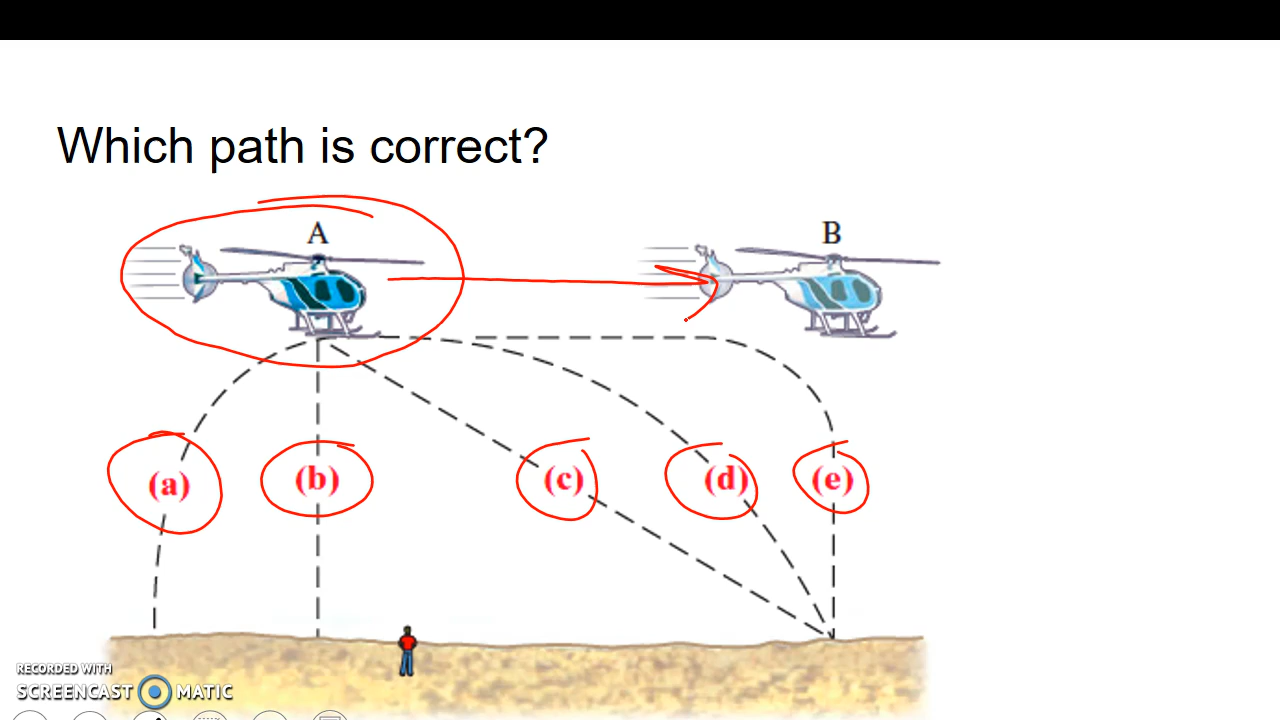 Which path is correct?
A
B
(a)
(b)
(c)
(d)
(e)
RECORDED WITH
SCREENCAST MATIC